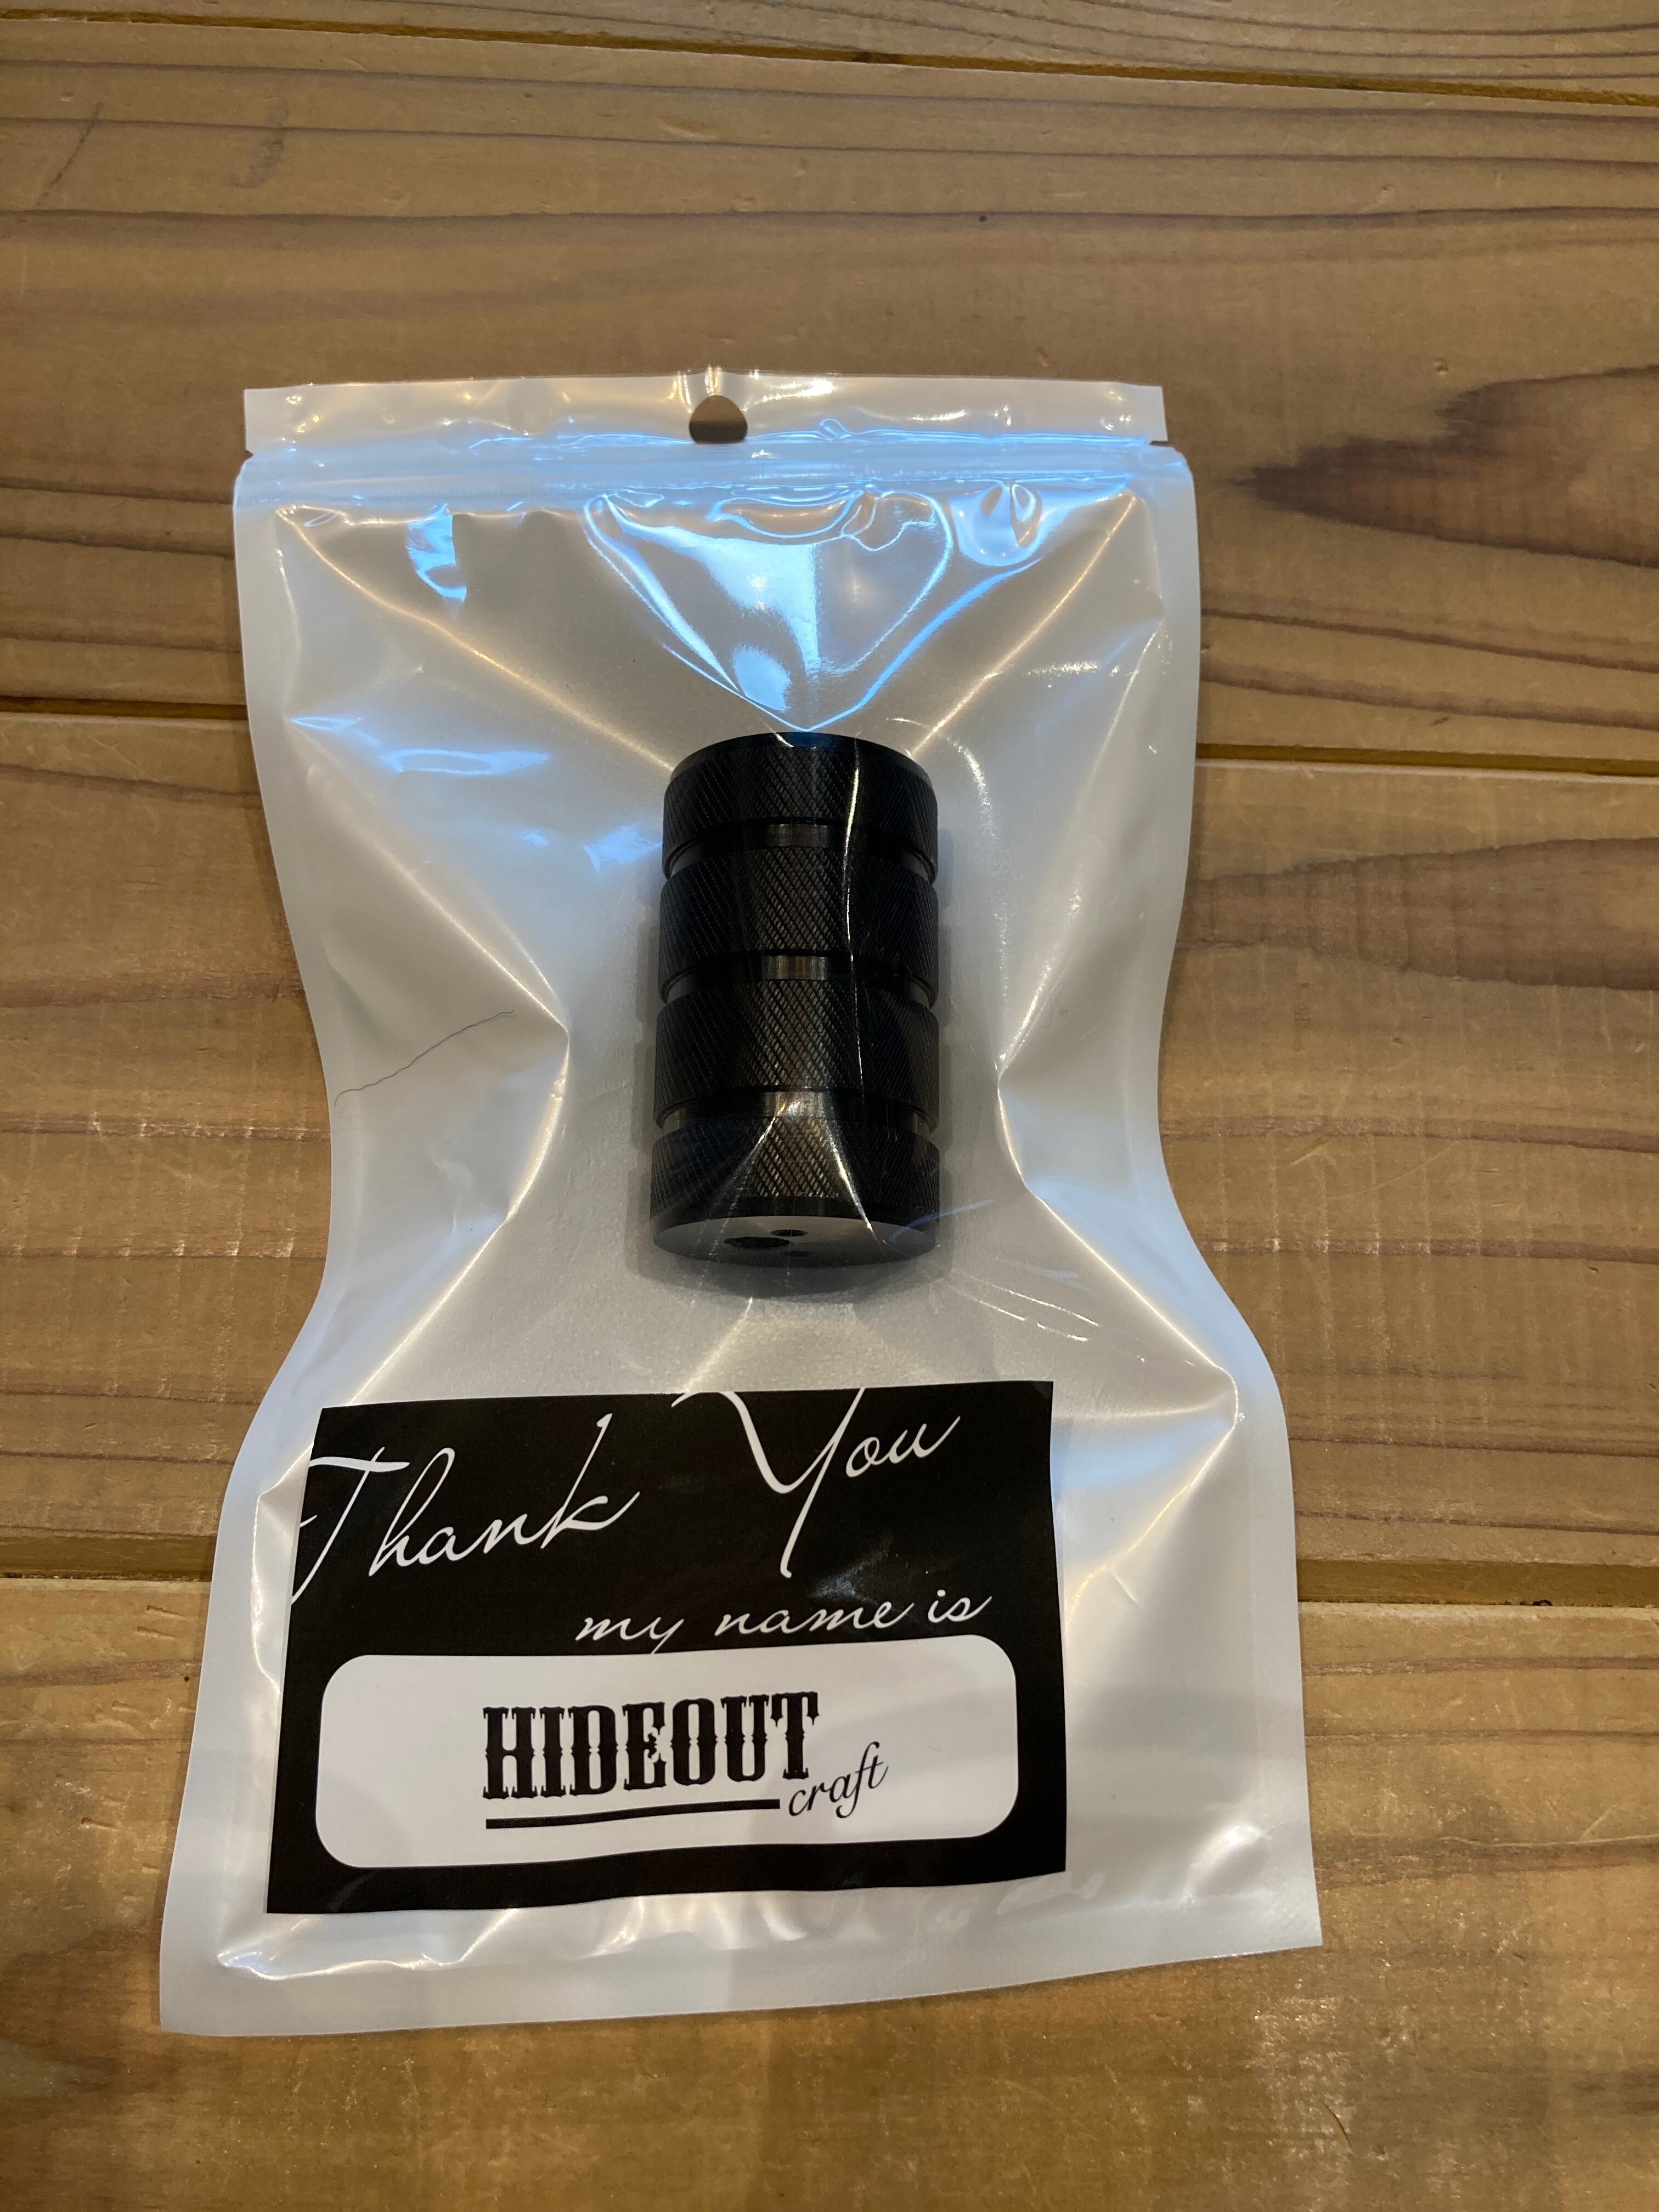 Thank You
my name is
HIDEOUT
craft